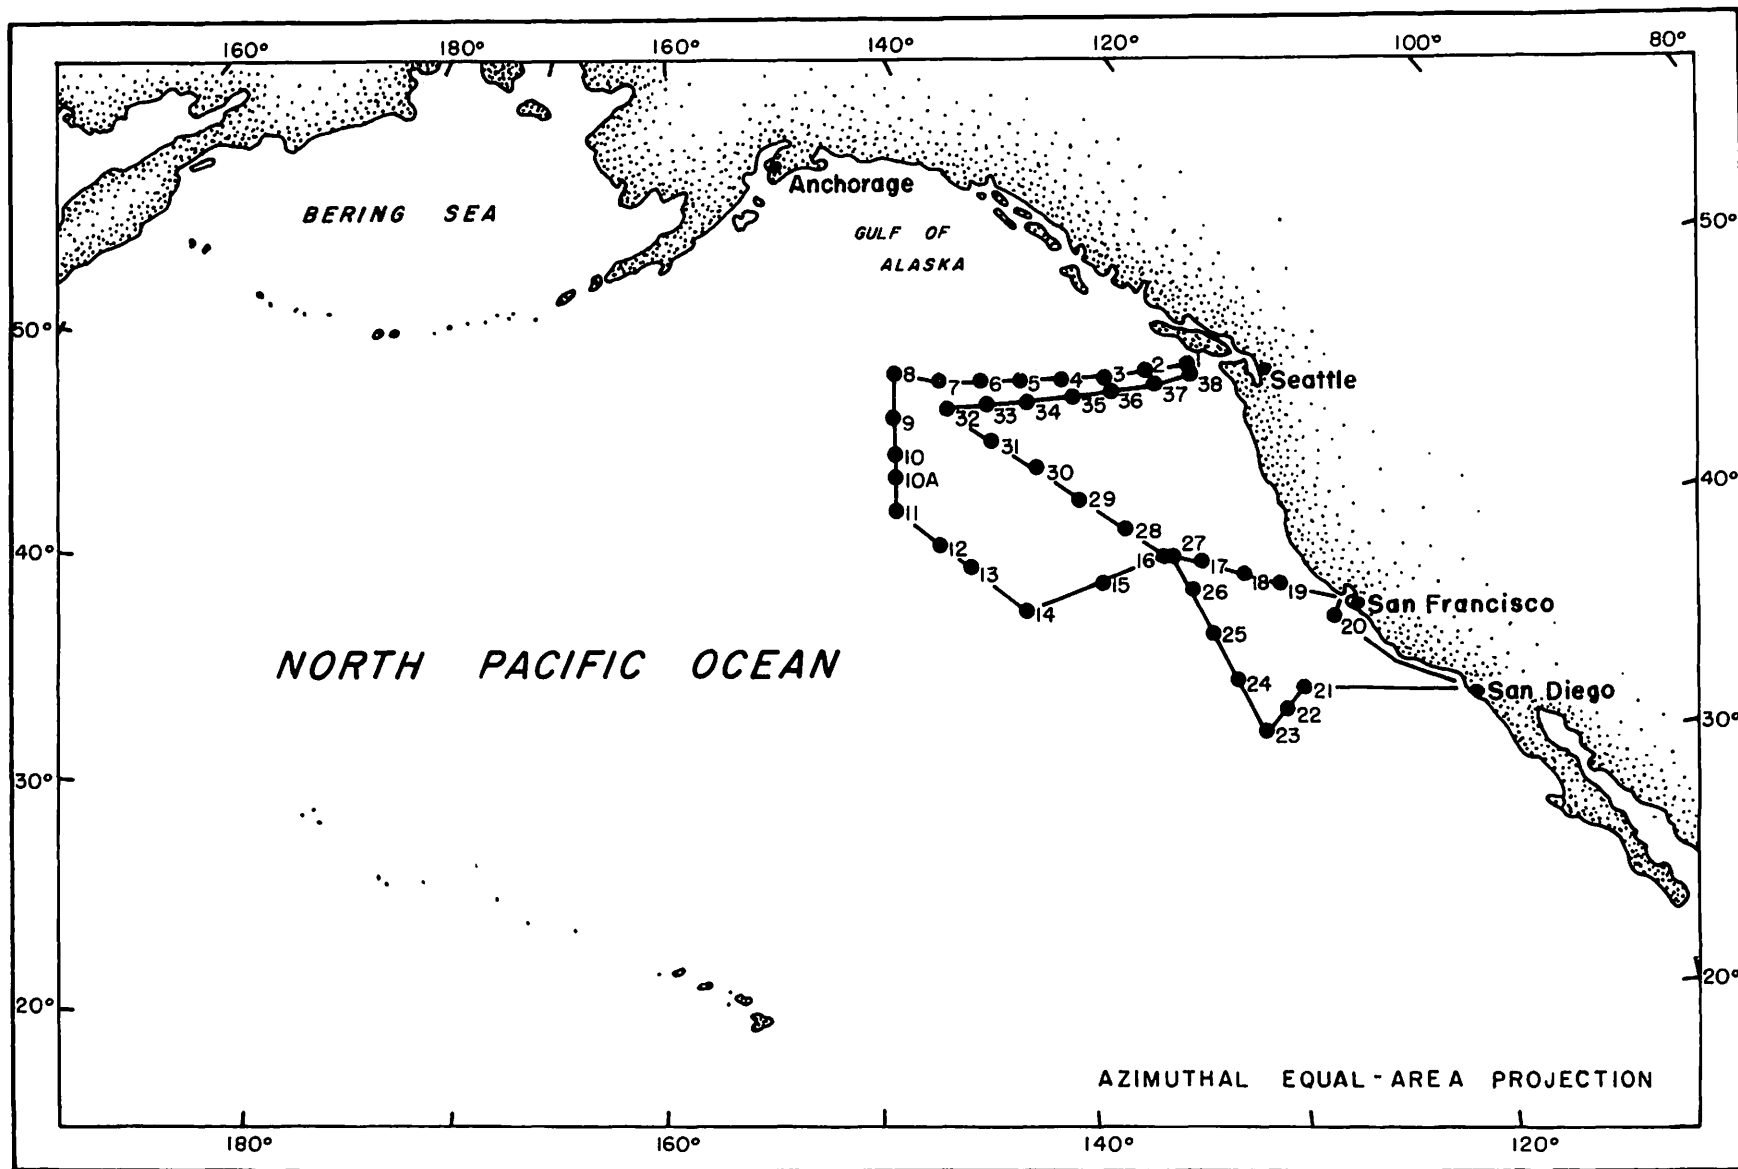 160° 180° 160° 140° 120° 100° 80°
Anchorage
BERING SEA
GULF OF
ALASKA
50°
50°
8 7 6 5 4 3 2 1
Seattle
32 33 34 35 36 37 38
9
31
10
30
10A
40°
29
11
28
12
40°
27
16
17
13
18
19
15
26
San Francisco
14
20
25
NORTH PACIFIC OCEAN
24
21
San Diego
22
30°
23
30°
20°
20°
AZIMUTHAL EQUAL-AREA PROJECTION
180° 160° 140° 120°